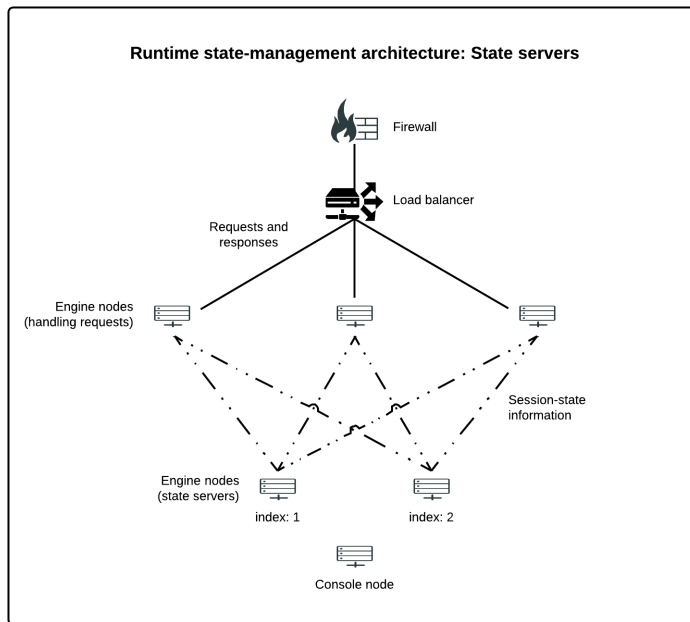 Runtime state-management architecture: State servers
Firewall
Load balancer
Requests and
responses
Engine nodes
(handling requests)
Session-state
information
Engine nodes
(state servers)
index: 1
index: 2
Console node